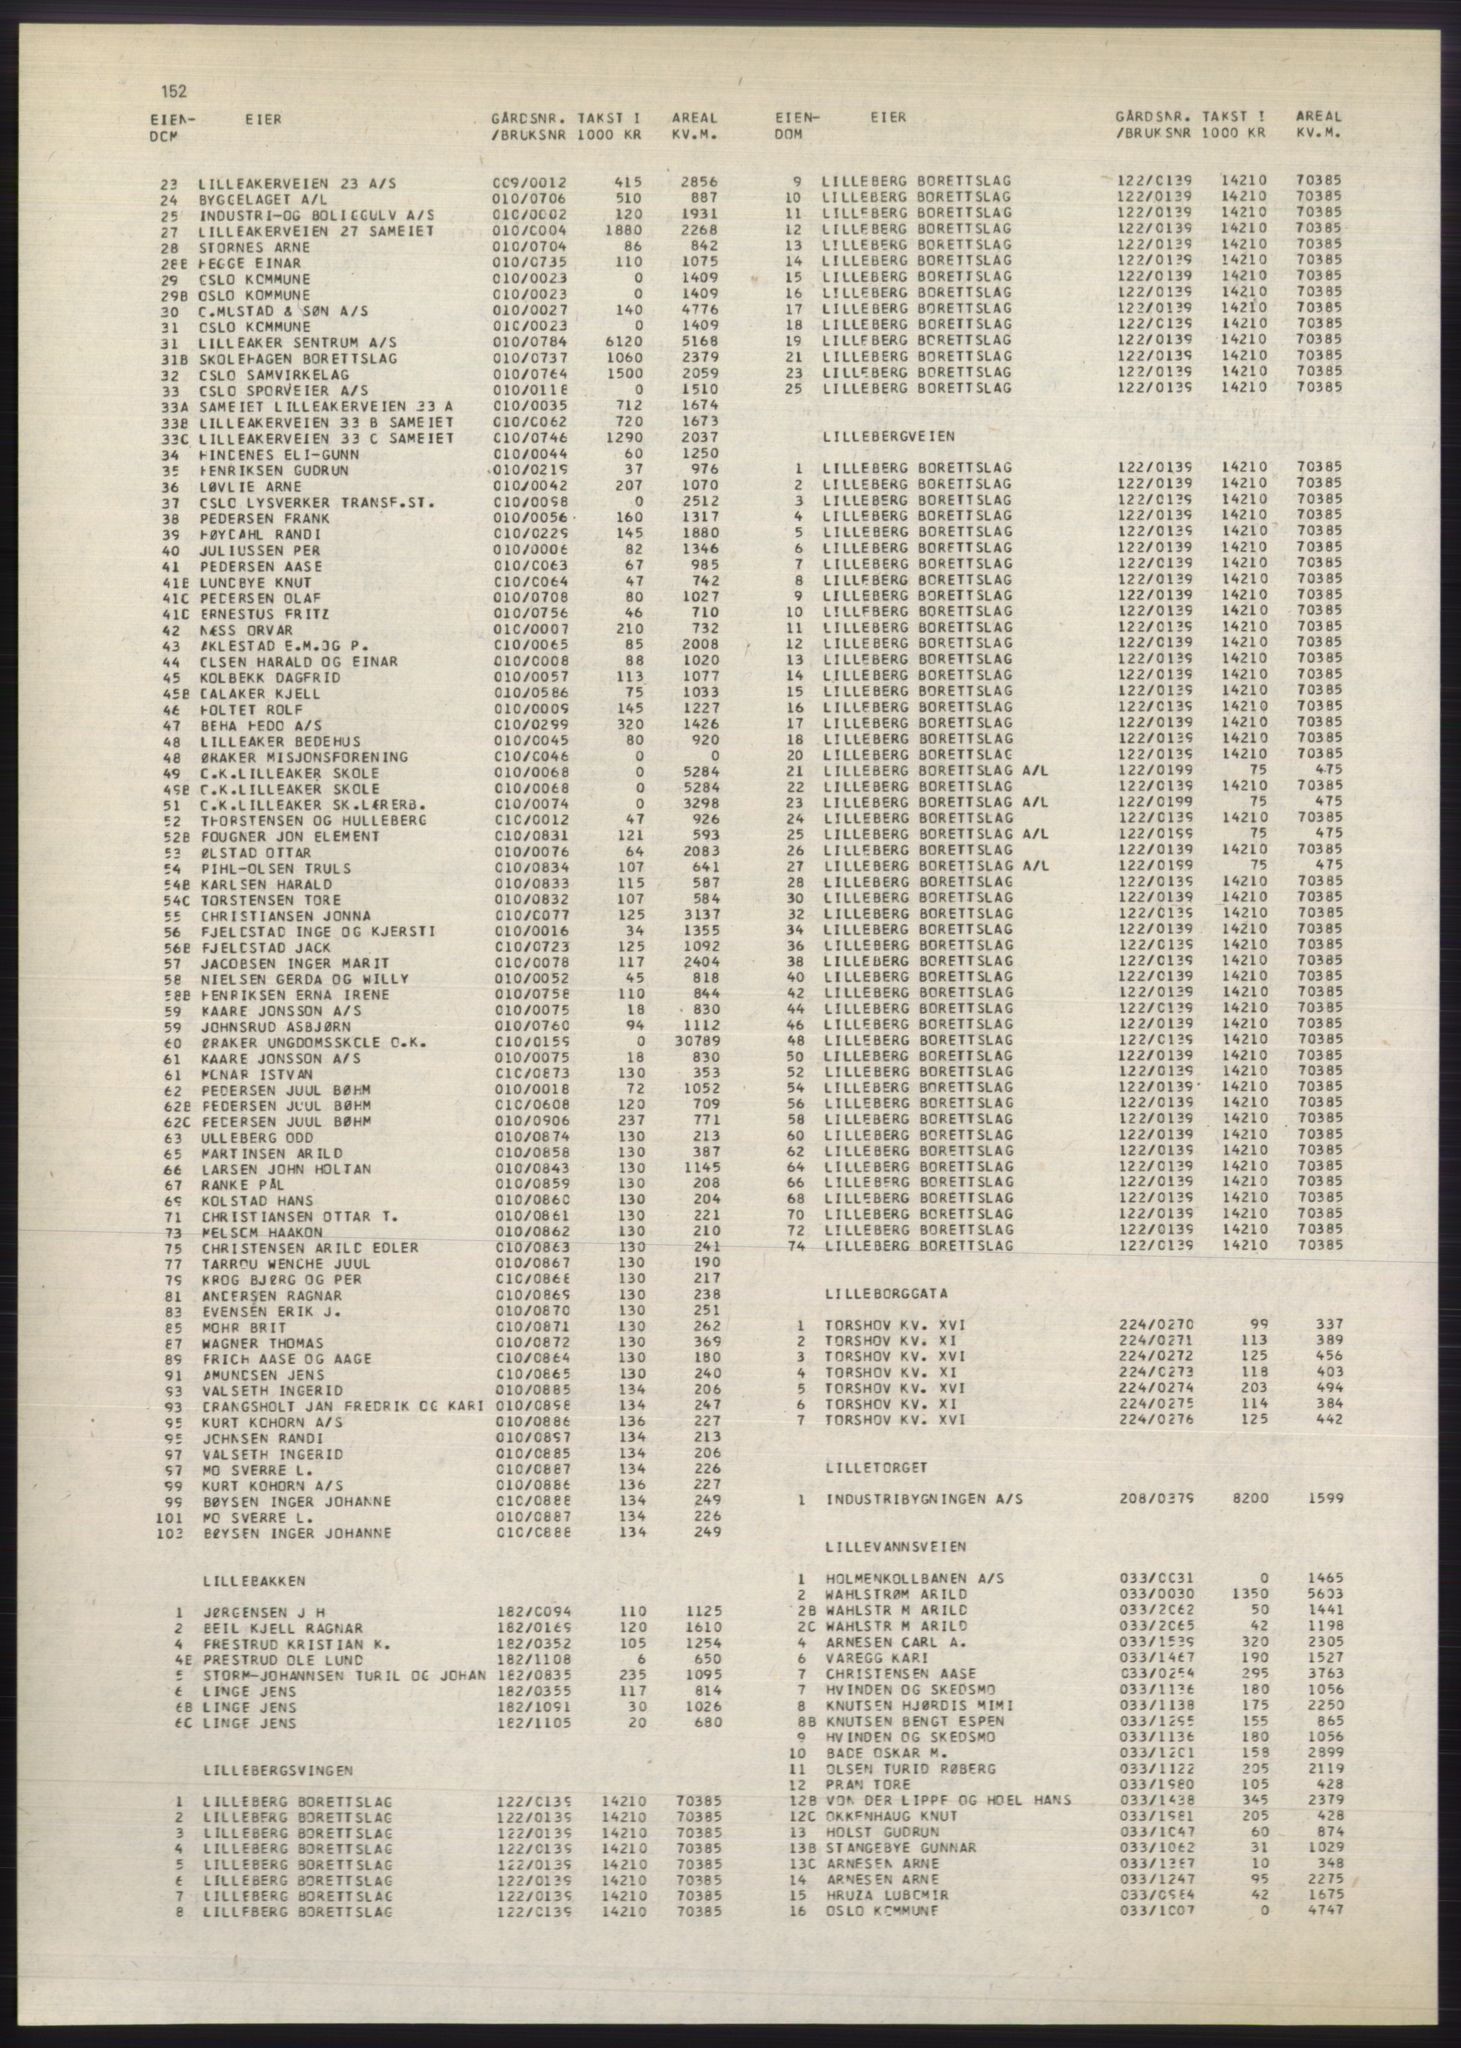 152
EIEN- EIER GÅRDSNR. TAKST I AREAL
DOM /BRUKSNR 1000 KR KV.M.
23 LILLEAKERVEIEN 23 A/S 009/0012 415 2856
24 BYGGELAGET A/L 010/0706 510 887
25 INDUSTRI-OG BOLIGGULV A/S 010/0002 120 1931
27 LILLEAKERVEIEN 27 SAMEIET 010/0004 1880 2268
28 STORNES ARNE 010/0704 86 842
28B HEGGE EINAR 010/0735 110 1075
29 OSLO KOMMUNE 010/0023 0 1409
29B OSLO KOMMUNE 010/0023 0 1409
30 C.MUSTAD & SØN A/S 010/0027 140 4776
31 OSLO KOMMUNE 010/0023 0 1409
31 LILLEAKER SENTRUM A/S 010/0784 6120 5168
31B SKOLEHAGEN BORETTSLAG 010/0737 1060 2379
32 OSLO SAMVIRKELAG 010/0764 1500 2059
33 OSLO SPORVEIER A/S 010/0118 0 1510
33A SAMEIET LILLEAKERVEIEN 33 A 010/0035 712 1674
33B LILLEAKERVEIEN 33 B SAMEIET 010/0062 720 1673
33C LILLEAKERVEIEN 33 C SAMEIET 010/0746 1290 2037
34 HINDENES ELI-GUNN 010/0044 60 1250
35 HENRIKSEN GUDRUN 010/0219 37 976
36 LØVLIE ARNE 010/0042 207 1070
37 OSLO LYSVERKER TRANSF.ST. 010/0098 0 2512
38 PEDERSEN FRANK 010/0056 160 1317
39 HØYDAHL RANDI 010/0229 145 1880
40 JULIUSSEN PER 010/0006 82 1346
41 PEDERSEN AASE 010/0063 67 985
41B LUNDBYE KNUT 010/0064 47 742
41C PEDERSEN OLAF 010/0708 80 1027
41D ERNESTUS FRITZ 010/0756 46 710
42 NÆSS ORVAR 010/0007 210 732
43 AKLESTAD E.M.OG P. 010/0065 85 2008
44 OLSEN HARALD OG EINAR 010/0008 88 1020
45 KOLBEKK DAGFRID 010/0057 113 1077
45B DALAKER KJELL 010/0586 75 1033
46 HOLTET ROLF 010/0009 145 1227
47 BEHA HEDO A/S 010/0299 320 1426
48 LILLEAKER BEDEHUS 010/0045 80 920
48 ØRAKER MISJONSFORENING 010/0046 0 0
49 O.K.LILLEAKER SKOLE 010/0068 0 5284
49B O.K.LILLEAKER SKOLE 010/0068 0 5284
51 O.K.LILLEAKER SK.LÆRERB. 010/0074 0 3298
52 THORSTENSEN OG HULLEBERG 010/0012 47 926
52B FOUGNER JON ELEMENT 010/0831 121 593
53 ØLSTAD OTTAR 010/0076 64 2083
54 PIHL-OLSEN TRULS 010/0834 107 641
54B KARLSEN HARALD 010/0833 115 587
54C TORSTENSEN TORE 010/0832 107 584
55 CHRISTIANSEN JONNA 010/0077 125 3137
56 FJELDSTAD INGE OG KJERSTI 010/0016 34 1355
56B FJELDSTAD JACK 010/0723 125 1092
57 JACOBSEN INGER MARIT 010/0078 117 2404
58 NIELSEN GERDA OG WILLY 010/0052 45 818
58B HENRIKSEN ERNA IRENE 010/0758 110 844
59 KAARE JONSSON A/S 010/0075 18 830
59 JOHNSRUD ASBJØRN 010/0760 94 1112
60 ØRAKER UNGDOMSSKOLE O.K. 010/0159 0 30789
61 KAARE JONSSON A/S 010/0075 18 830
61 MONAR ISTVAN 010/0873 130 353
62 PEDERSEN JUUL BØHM 010/0018 72 1052
62B PEDERSEN JUUL BØHM 010/0608 120 709
62C PEDERSEN JUUL BØHM 010/0906 237 771
63 ULLEBERG ODD 010/0874 130 213
65 MARTINSEN ARILD 010/0858 130 387
66 LARSEN JOHN HOLTAN 010/0843 130 1145
67 RANKE PÅL 010/0859 130 208
69 KOLSTAD HANS 010/0860 130 204
71 CHRISTIANSEN OTTAR T. 010/0861 130 221
73 MELSOM HAAKON 010/0862 130 210
75 CHRISTENSEN ARILD EDLER 010/0863 130 241
77 TARROU WENCHE JUUL 010/0867 130 190
79 KROG BJØRG OG PER 010/0868 130 217
81 ANDERSEN RAGNAR 010/0869 130 238
83 EVENSEN ERIK J. 010/0870 130 251
85 MOHR BRIT 010/0871 130 262
87 WAGNER THOMAS 010/0872 130 369
89 FRICH AASE OG AAGE 010/0864 130 180
91 AMUNDSEN JENS 010/0865 130 240
93 VALSETH INGERID 010/0885 134 206
93 DRANGSHOLT JAN FREDRIK OG KARI 010/0898 134 247
95 KURT KOHORN A/S 010/0886 136 227
95 JOHNSEN RANDI 010/0897 134 213
97 VALSETH INGERID 010/0885 134 206
97 MO SVERRE L. 010/0887 134 226
99 KURT KOHORN A/S 010/0886 136 227
99 BØYSEN INGER JOHANNE 010/0888 134 249
101 MO SVERRE L. 010/0887 134 226
103 BØYSEN INGER JOHANNE 010/0888 134 249
LILLEBAKKEN
1 JØRGENSEN J H 182/0094 110 1125
2 BEIL KJELL RAGNAR 182/0169 120 1610
4 PRESTRUD KRISTIAN K. 182/0352 105 1254
4B PRESTRUD OLE LUND 182/1108 6 650
5 STORM-JOHANNSEN TURIL OG JOHAN 182/0835 235 1095
6 LINGE JENS 182/0355 117 814
6B LINGE JENS 182/1091 30 1026
6C LINGE JENS 182/1105 20 680
LILLEBERGSVINGEN
1 LILLEBERG BORETTSLAG 122/0139 14210 70385
2 LILLEBERG BORETTSLAG 122/0139 14210 70385
3 LILLEBERG BORETTSLAG 122/0139 14210 70385
4 LILLEBERG BORETTSLAG 122/0139 14210 70385
5 LILLEBERG BORETTSLAG 122/0139 14210 70385
6 LILLEBERG BORETTSLAG 122/0139 14210 70385
7 LILLEBERG BORETTSLAG 122/0139 14210 70385
8 LILLEBERG BORETTSLAG 122/0139 14210 70385
EIEN- EIER GÅRDSNR. TAKST I AREAL
DOM /BRUKSNR 1000 KR KV.M.
9 LILLEBERG BORETTSLAG 122/0139 14210 70385
10 LILLEBERG BORETTSLAG 122/0139 14210 70385
11 LILLEBERG BORETTSLAG 122/0139 14210 70385
12 LILLEBERG BORETTSLAG 122/0139 14210 70385
13 LILLEBERG BORETTSLAG 122/0139 14210 70385
14 LILLEBERG BORETTSLAG 122/0139 14210 70385
15 LILLEBERG BORETTSLAG 122/0139 14210 70385
16 LILLEBERG BORETTSLAG 122/0139 14210 70385
17 LILLEBERG BORETTSLAG 122/0139 14210 70385
18 LILLEBERG BORETTSLAG 122/0139 14210 70385
19 LILLEBERG BORETTSLAG 122/0139 14210 70385
21 LILLEBERG BORETTSLAG 122/0139 14210 70385
23 LILLEBERG BORETTSLAG 122/0139 14210 70385
25 LILLEBERG BORETTSLAG 122/0139 14210 70385
LILLEBERGVEIEN
1 LILLEBERG BORETTSLAG 122/0139 14210 70385
2 LILLEBERG BORETTSLAG 122/0139 14210 70385
3 LILLEBERG BORETTSLAG 122/0139 14210 70385
4 LILLEBERG BORETTSLAG 122/0139 14210 70385
5 LILLEBERG BORETTSLAG 122/0139 14210 70385
6 LILLEBERG BORETTSLAG 122/0139 14210 70385
7 LILLEBERG BORETTSLAG 122/0139 14210 70385
8 LILLEBERG BORETTSLAG 122/0139 14210 70385
9 LILLEBERG BORETTSLAG 122/0139 14210 70385
10 LILLEBERG BORETTSLAG 122/0139 14210 70385
11 LILLEBERG BORETTSLAG 122/0139 14210 70385
12 LILLEBERG BORETTSLAG 122/0139 14210 70385
13 LILLEBERG BORETTSLAG 122/0139 14210 70385
14 LILLEBERG BORETTSLAG 122/0139 14210 70385
15 LILLEBERG BORETTSLAG 122/0139 14210 70385
16 LILLEBERG BORETTSLAG 122/0139 14210 70385
17 LILLEBERG BORETTSLAG 122/0139 14210 70385
18 LILLEBERG BORETTSLAG 122/0139 14210 70385
20 LILLEBERG BORETTSLAG 122/0139 14210 70385
21 LILLEBERG BORETTSLAG A/L 122/0199 75 475
22 LILLEBERG BORETTSLAG 122/0139 14210 70385
23 LILLEBERG BORETTSLAG A/L 122/0199 75 475
24 LILLEBERG BORETTSLAG 122/0139 14210 70385
25 LILLEBERG BORETTSLAG A/L 122/0199 75 475
26 LILLEBERG BORETTSLAG 122/0139 14210 70385
27 LILLEBERG BORETTSLAG A/L 122/0199 75 475
28 LILLEBERG BORETTSLAG 122/0139 14210 70385
30 LILLEBERG BORETTSLAG 122/0139 14210 70385
32 LILLEBERG BORETTSLAG 122/0139 14210 70385
34 LILLEBERG BORETTSLAG 122/0139 14210 70385
36 LILLEBERG BORETTSLAG 122/0139 14210 70385
38 LILLEBERG BORETTSLAG 122/0139 14210 70385
40 LILLEBERG BORETTSLAG 122/0139 14210 70385
42 LILLEBERG BORETTSLAG 122/0139 14210 70385
44 LILLEBERG BORETTSLAG 122/0139 14210 70385
46 LILLEBERG BORETTSLAG 122/0139 14210 70385
48 LILLEBERG BORETTSLAG 122/0139 14210 70385
50 LILLEBERG BORETTSLAG 122/0139 14210 70385
52 LILLEBERG BORETTSLAG 122/0139 14210 70385
54 LILLEBERG BORETTSLAG 122/0139 14210 70385
56 LILLEBERG BORETTSLAG 122/0139 14210 70385
58 LILLEBERG BORETTSLAG 122/0139 14210 70385
60 LILLEBERG BORETTSLAG 122/0139 14210 70385
62 LILLEBERG BORETTSLAG 122/0139 14210 70385
64 LILLEBERG BORETTSLAG 122/0139 14210 70385
66 LILLEBERG BORETTSLAG 122/0139 14210 70385
68 LILLEBERG BORETTSLAG 122/0139 14210 70385
70 LILLEBERG BORETTSLAG 122/0139 14210 70385
72 LILLEBERG BORETTSLAG 122/0139 14210 70385
74 LILLEBERG BORETTSLAG 122/0139 14210 70385
LILLEBORGGATA
1 TORSHOV KV. XVI 224/0270 99 337
2 TORSHOV KV. XI 224/0271 113 389
3 TORSHOV KV. XVI 224/0272 125 456
4 TORSHOV KV. XI 224/0273 118 403
5 TORSHOV KV. XVI 224/0274 203 494
6 TORSHOV KV. XI 224/0275 114 384
7 TORSHOV KV. XVI 224/0276 125 442
LILLETORGET
1 INDUSTRIBYGNINGEN A/S 208/0379 8200 1599
LILLEVANNSVEIEN
1 HOLMENKOLLBANEN A/S 033/0031 0 1465
2 WAHLSTRØM ARILD 033/0030 1350 5603
2B WAHLSTR M ARILD 033/2062 50 1441
2C WAHLSTR M ARILD 033/2065 42 1198
4 ARNESEN CARL A. 033/1539 320 2305
6 VAREGG KARI 033/1467 190 1527
7 CHRISTENSEN AASE 033/0254 295 3763
7 HVINDEN OG SKEDSMO 033/1136 180 1056
8 KNUTSEN HJØRDIS MIMI 033/1138 175 2250
8B KNUTSEN BENGT ESPEN 033/1295 155 865
9 HVINDEN OG SKEDSMO 033/1136 180 1056
10 BADE OSKAR M. 033/1201 158 2899
11 OLSEN TURID RØBERG 033/1122 205 2119
12 PRAN TORE 033/1980 105 428
12B VON DER LIPPE OG HOEL HANS 033/1438 345 2379
12C OKKENHAUG KNUT 033/1981 205 428
13 HOLST GUDRUN 033/1047 60 874
13B STANGEBYE GUNNAR 033/1062 31 1029
13C ARNESEN ARNE 033/1387 10 348
14 ARNESEN ARNE 033/1247 95 2275
15 HRUZA LUBOMIR 033/0984 42 1675
16 OSLO KOMMUNE 033/1007 0 4747